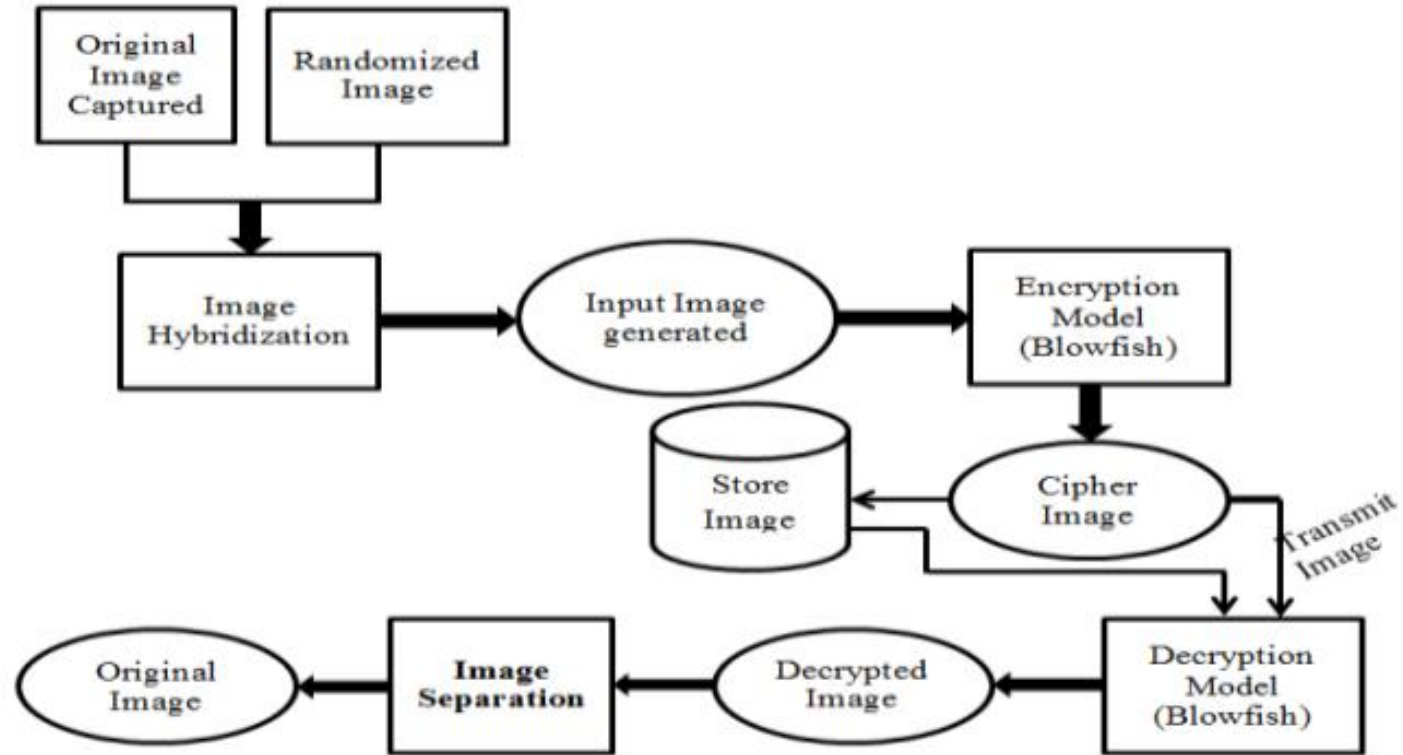 Original
Image
Captured
Randomized
Image
Image
Hybridization
Input Image
generated
Encryption
Model
(Blowfish)
Store
Image
Cipher
Image
Transmit
Image
Original
Image
Image
Separation
Decrypted
Image
Decryption
Model
(Blowfish)